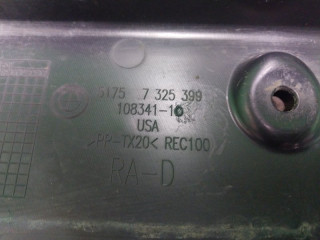 5175 7 325 399
108341-10
USA
>PP-TX20< REC100
RA-D